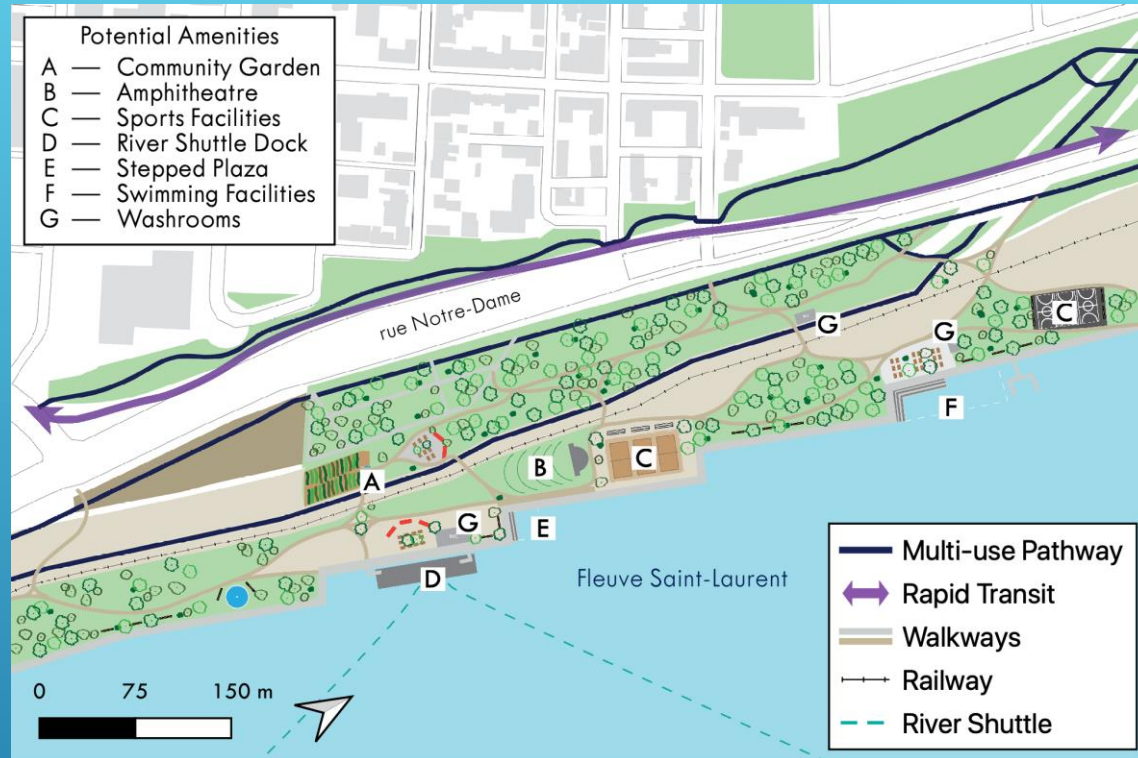 Potential Amenities
A — Community Garden
B — Amphitheatre
C — Sports Facilities
D — River Shuttle Dock
E — Stepped Plaza
F — Swimming Facilities
G — Washrooms
rue Notre-Dame
C
G
G
F
C
B
A
G
E
D
Fleuve Saint-Laurent
0 75 150 m
Multi-use Pathway
Rapid Transit
Walkways
Railway
River Shuttle